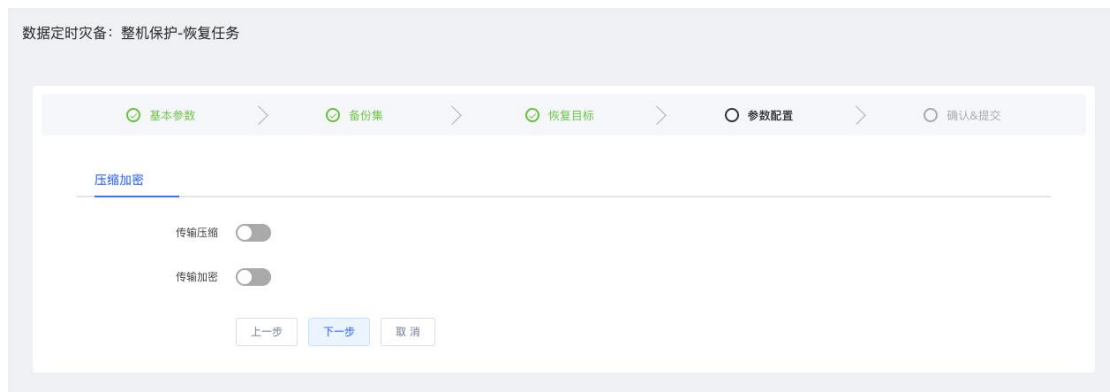 数据定时灾备：整机保护-恢复任务
基本参数 备份集 恢复目标 参数配置 确认&提交
压缩加密
传输压缩
传输加密
上一步 下一步 取 消